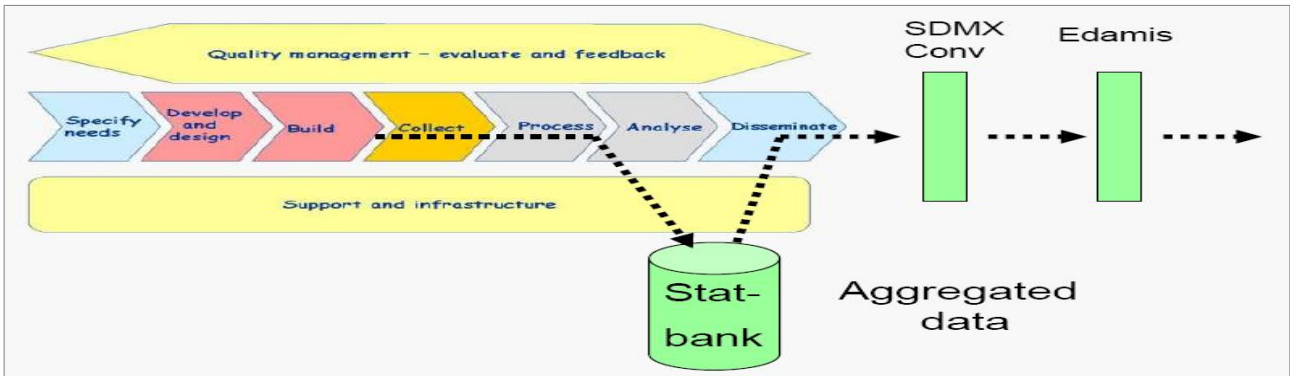 Quality management – evaluate and feedback
SDMX
Conv
Edamis
Specify
needs
Develop
and
design
Build
Collect
Process
Analyse
Disseminate
Support and infrastructure
Stat-
bank
Aggregated
data